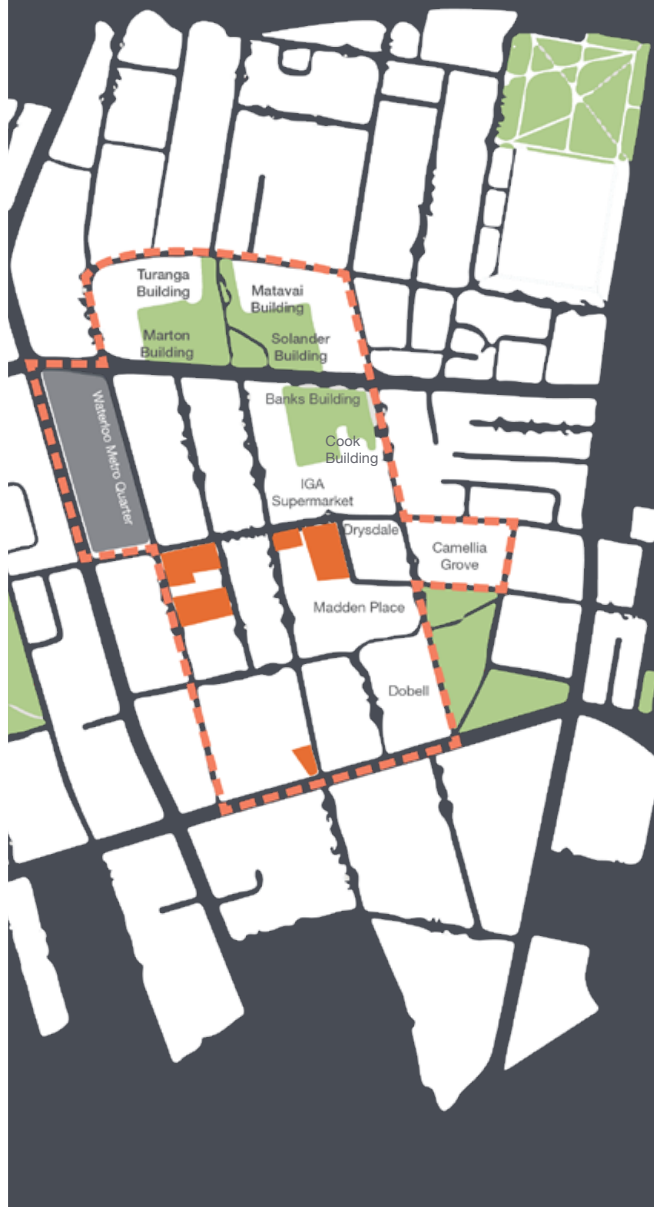 Turanga
Building
Matavai
Building
Marton
Building
Solander
Building
Waterloo Metro Quarter
Banks Building
Cook
Building
IGA
Supermarket
Drysdale
Camellia
Grove
Madden Place
Dobell